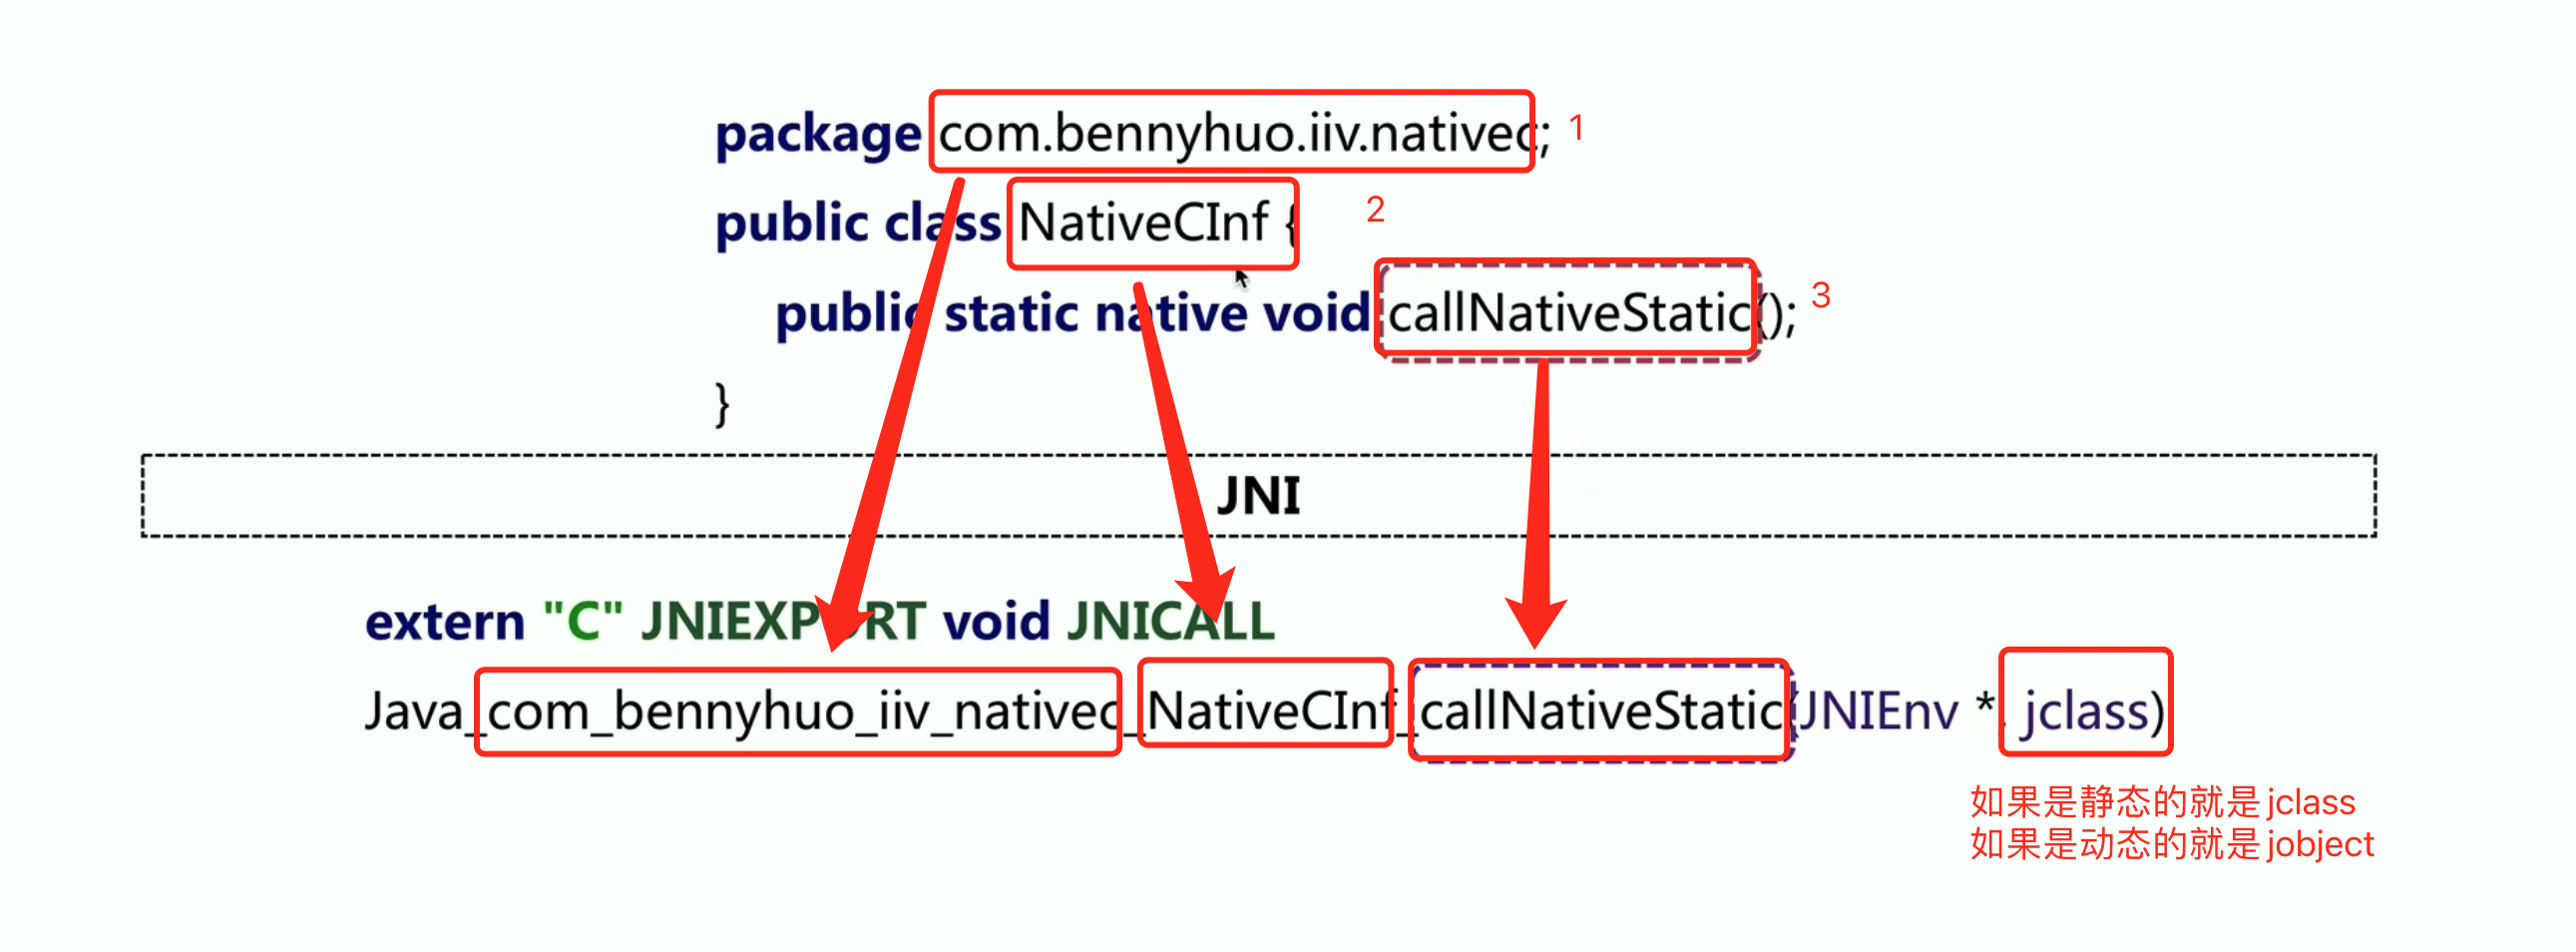 package com.bennyhuo.iiv.nativec; 1
public class NativeCInf { 2
public static native void callNativeStatic(); 3
}
JNI
extern "C" JNIEXPORT void JNICALL
Java_com_bennyhuo_iiv_nativec_NativeCInf_callNativeStatic(JNIEnv *, jclass)
如果是静态的就是jclass
如果是动态的就是jobject